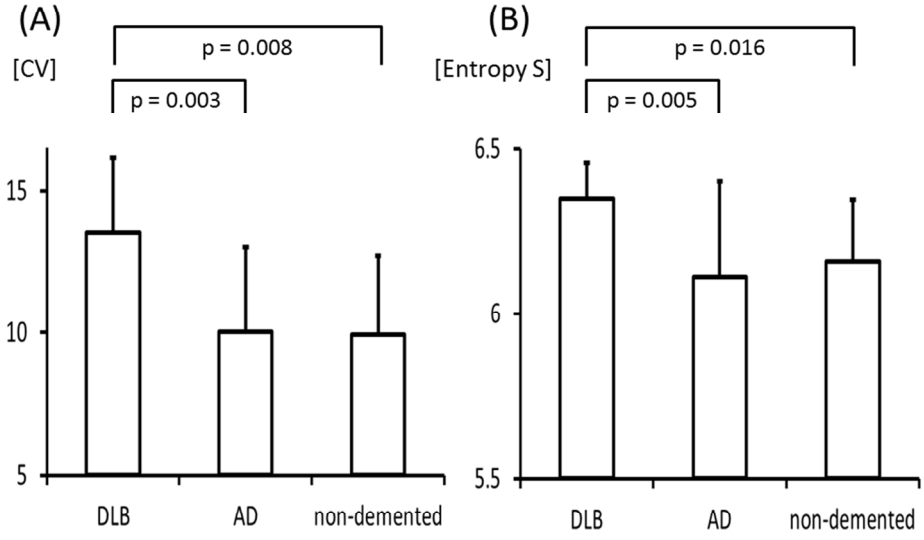 (A)
p = 0.008
[CV]
p = 0.003
15
10
5
DLB AD non-demented
(B)
p = 0.016
[Entropy S]
p = 0.005
6.5
6
5.5
DLB AD non-demented